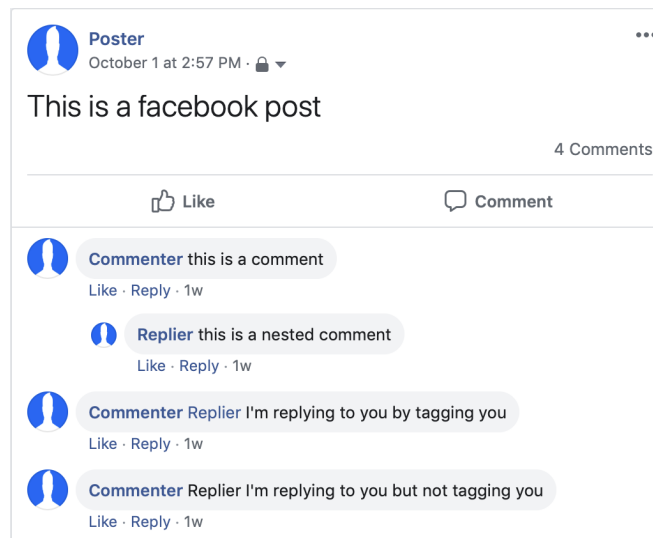 Poster
October 1 at 2:57 PM ·
This is a facebook post
4 Comments
Like Comment
Commenter this is a comment
Like · Reply · 1w
Replier this is a nested comment
Like · Reply · 1w
Commenter Replier I'm replying to you by tagging you
Like · Reply · 1w
Commenter Replier I'm replying to you but not tagging you
Like · Reply · 1w